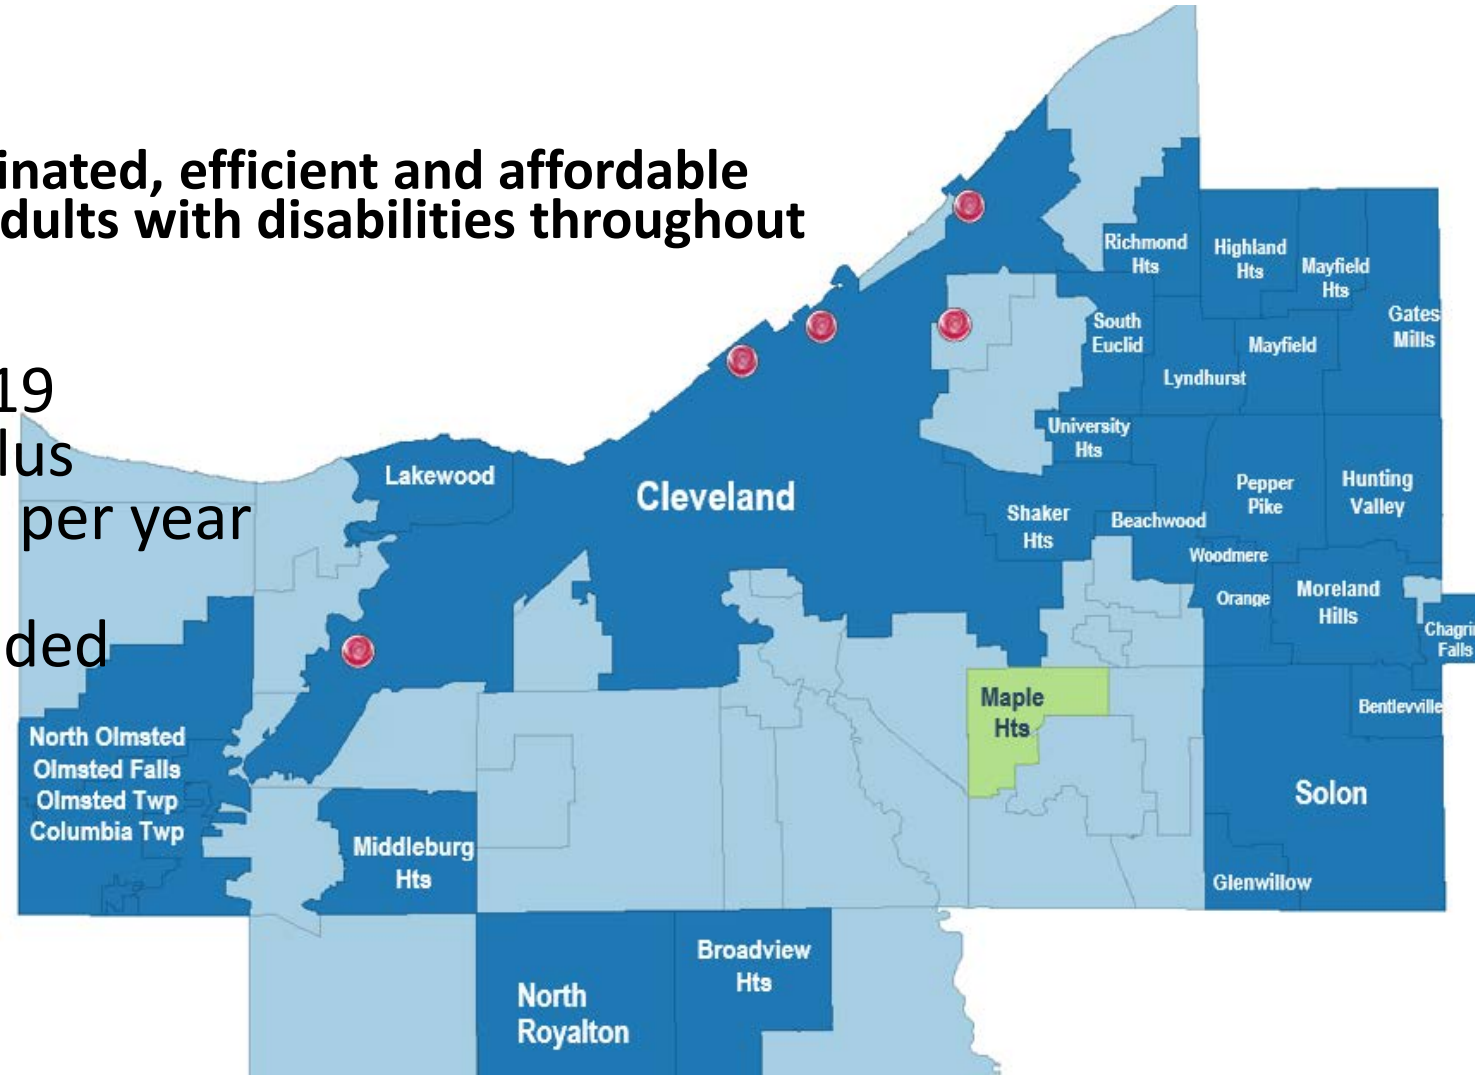 inated, efficient and affordable
dults with disabilities throughout
19
lus
per year
ded
Richmond
Hts
Highland
Hts
Mayfield
Hts
Gates
Mills
South
Euclid
Mayfield
Lyndhurst
University
Hts
Lakewood
Cleveland
Pepper
Pike
Hunting
Valley
Shaker
Hts
Beachwood
Woodmere
Orange
Moreland
Hills
Chagrin
Falls
Maple
Hts
Bentlevville
North Olmsted
Olmsted Falls
Olmsted Twp
Columbia Twp
Solon
Middleburg
Hts
Glenwillow
Broadview
Hts
North
Royalton